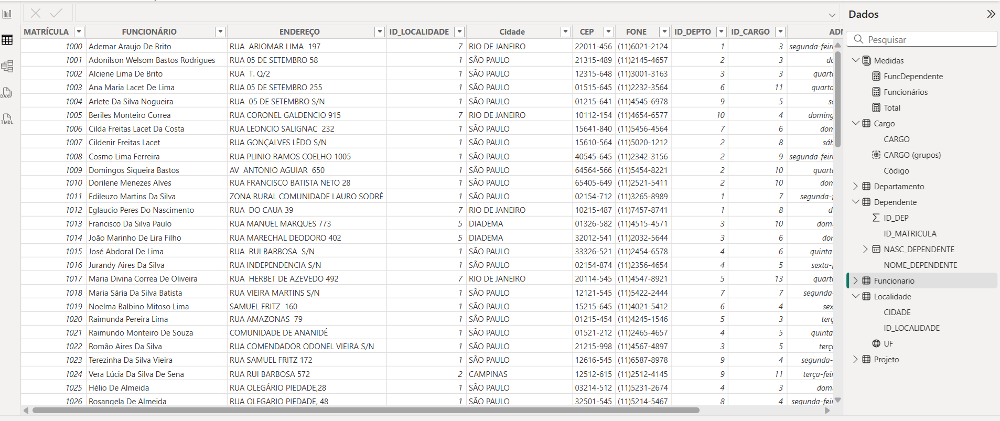 MATRÍCULA FUNCIONÁRIO ENDEREÇO ID_LOCALIDADE Cidade CEP FONE ID_DEPTO ID_CARGO
1000 Ademar Araujo De Brito RUA ARIOMAR LIMA 197 7 RIO DE JANEIRO 22011-456 (11)6021-2124 1 3 segunda-feir
1001 Adonilson Welsom Bastos Rodrigues RUA 05 DE SETEMBRO 58 1 SÃO PAULO 21315-489 (11)2145-4657 2 3
1002 Alciene Lima De Brito RUA T. Q/2 1 SÃO PAULO 12315-648 (11)3001-3163 3 3 quart
1003 Ana Maria Lacet De Lima RUA 05 DE SETEMBRO 255 1 SÃO PAULO 01515-645 (11)2232-3564 6 11 quarta
1004 Arlete Da Silva Nogueira RUA 05 DE SETEMBRO S/N 1 SÃO PAULO 01215-641 (11)4545-6978 9 5
1005 Beriles Monteiro Correa RUA CORONEL GALDENCIO 915 7 RIO DE JANEIRO 10112-154 (11)4654-6577 10 4 doming
1006 Cilda Freitas Lacet Da Costa RUA LEONCIO SALIGNAC 232 1 SÃO PAULO 15641-840 (11)5456-4564 7 6 don
1007 Cildenir Freitas Lacet RUA GONÇALVES LÊDO S/N 1 SÃO PAULO 15610-564 (11)5020-1212 2 8 sáb
1008 Cosmo Lima Ferreira RUA PLINIO RAMOS COELHO 1005 1 SÃO PAULO 40545-645 (11)2342-3156 2 9 segunda-feir
1009 Domingos Siqueira Bastos AV ANTONIO AGUIAR 650 1 SÃO PAULO 64564-566 (11)5454-8221 2 10 quart
1010 Dorilene Menezes Alves RUA FRANCISCO BATISTA NETO 28 1 SÃO PAULO 65405-649 (11)2521-5411 2 10 don
1011 Edileuzo Martins Da Silva ZONA RURAL COMUNIDADE LAURO SODRÉ 1 SÃO PAULO 02154-712 (11)3265-8989 1 7 segunda-
1012 Eglaucio Peres Do Nascimento RUA DO CAUA 39 7 RIO DE JANEIRO 10215-487 (11)7457-8741 1 8 d
1013 Francisco Da Silva Paulo RUA MANUEL MARQUES 773 5 DIADEMA 01326-582 (11)4515-4571 3 10 dom
1014 João Marinho De Lira Filho RUA MARECHAL DEODORO 402 5 DIADEMA 32012-541 (11)2032-5644 3 6 don
1015 José Abdoral De Lima RUA RUI BARBOSA S/N 1 SÃO PAULO 33326-521 (11)2454-6578 4 6 quinta-
1016 Jurandy Aires Da Silva RUA INDEPENDENCIA S/N 1 SÃO PAULO 02154-874 (11)2356-4654 4 5 sexta-f
1017 Maria Divina Correa De Oliveira RUA HERBET DE AZEVEDO 492 7 RIO DE JANEIRO 20114-545 (11)4547-8921 5 13 quart
1018 Maria Sária Da Silva Batista RUA VIEIRA MARTINS S/N 1 SÃO PAULO 12121-545 (11)5422-2444 7 7 segunda-
1019 Noelma Balbino Mitoso Lima SAMUEL FRITZ 160 1 SÃO PAULO 15215-645 (11)4021-5412 6 4 sex
1020 Raimunda Pereira Lima RUA AMAZONAS 79 1 SÃO PAULO 01215-454 (11)4245-1546 5 3 terç
1021 Raimundo Monteiro De Souza COMUNIDADE DE ANANIDÉ 1 SÃO PAULO 01521-212 (11)2465-4657 4 5 quinta
1022 Romão Aires Da Silva RUA COMENDADOR ODONEL VIEIRA S/N 1 SÃO PAULO 21215-998 (11)4567-4897 3 5 terç
1023 Terezinha Da Silva Vieira RUA SAMUEL FRITZ 172 1 SÃO PAULO 12616-545 (11)6587-8978 9 4 segunda-
1024 Vera Lúcia Da Silva De Sena RUA RUI BARBOSA 572 2 CAMPINAS 12512-615 (11)2512-4145 9 11 terça-fei
1025 Hélio De Almeida RUA OLEGÁRIO PIEDADE,28 1 SÃO PAULO 03214-512 (11)5231-2674 4 3 dom
1026 Rosangela De Almeida RUA OLEGARIO PIEDADE, 48 1 SÃO PAULO 32501-545 (11)5214-5467 8 4 segunda-feir
DAX
TMDL
Dados
Pesquisar
Medidas
FuncDependente
Funcionários
Total
Cargo
CARGO
CARGO (grupos)
Código
Departamento
Dependente
ID_DEP
ID_MATRICULA
NASC_DEPENDENTE
NOME_DEPENDENTE
Funcionario
Localidade
CIDADE
ID_LOCALIDADE
UF
Projeto